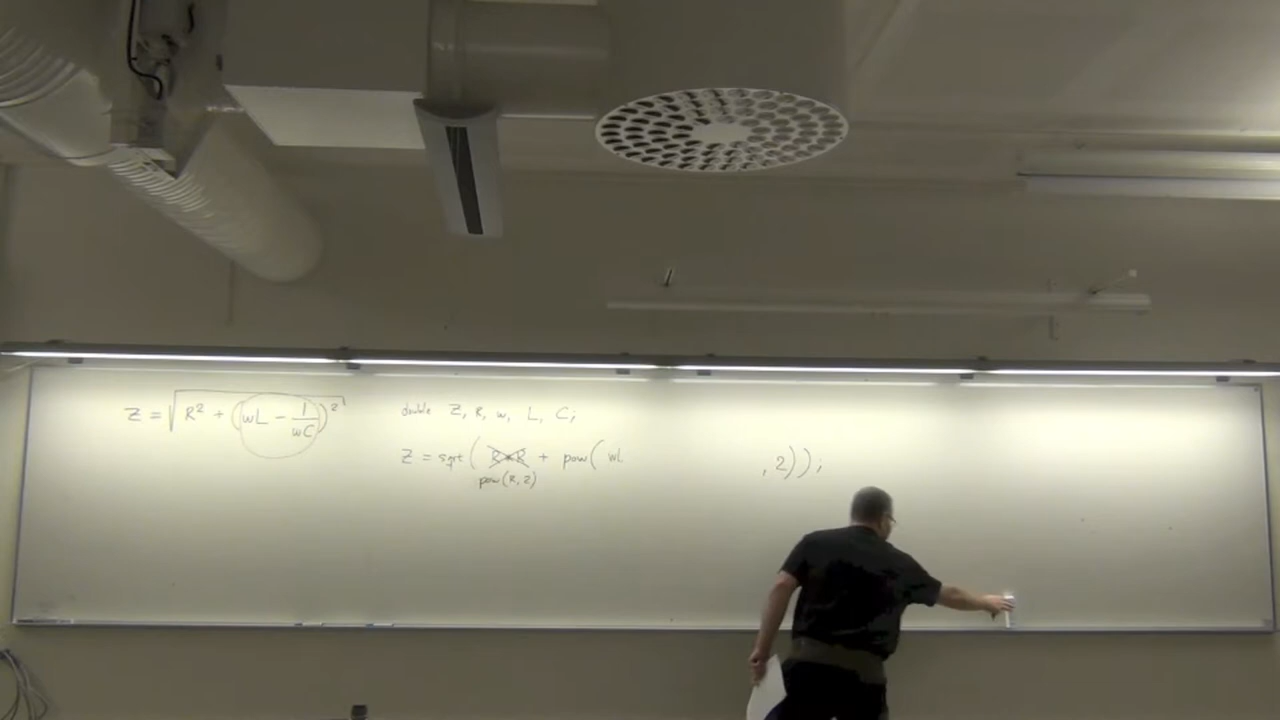 Z = √(R² + (wL - 1/wC)²)
double Z, R, w, L, C;
Z = sqrt( R*R + pow( wL , 2));
pow(R,2)